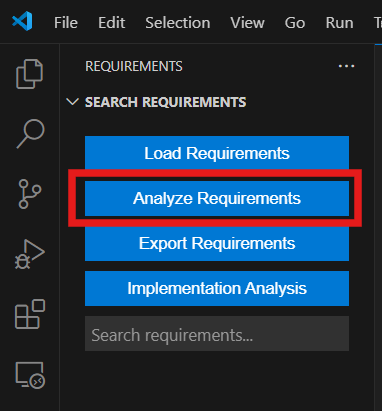 File Edit Selection View Go Run
REQUIREMENTS ...
SEARCH REQUIREMENTS
Load Requirements
Analyze Requirements
Export Requirements
Implementation Analysis
Search requirements...